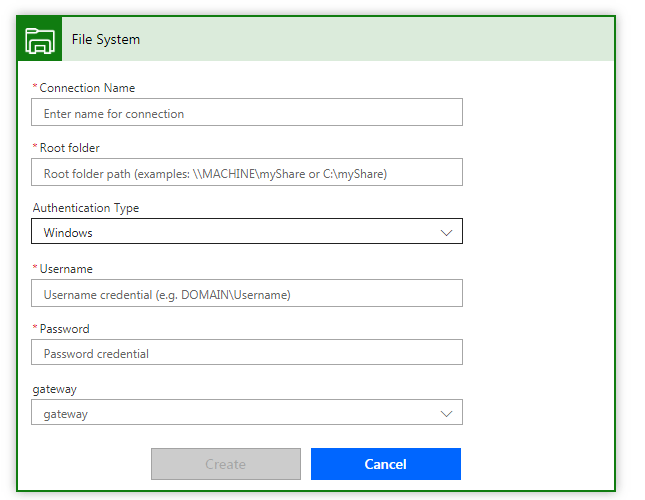 File System
*Connection Name
Enter name for connection
*Root folder
Root folder path (examples: \\MACHINE\myShare or C:\myShare)
Authentication Type
Windows
*Username
Username credential (e.g. DOMAIN\Username)
*Password
Password credential
gateway
gateway
Create Cancel